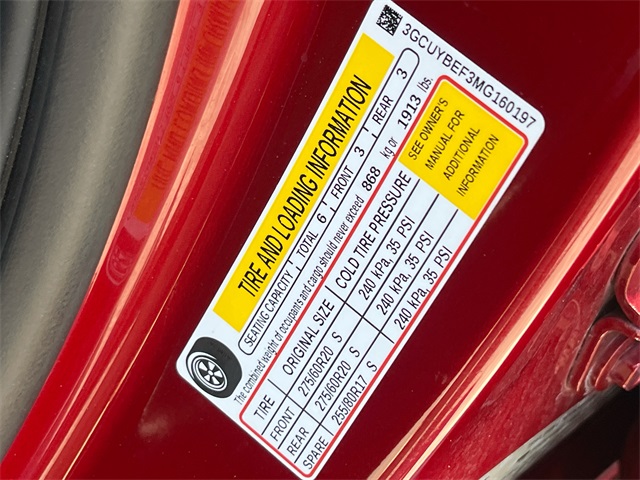 3GCUYBEF3MG160197
TIRE AND LOADING INFORMATION
SEATING CAPACITY TOTAL 6 FRONT 3 REAR 3
The combined weight of occupants and cargo should never exceed 868 kg or 1913 lbs.
TIRE ORIGINAL SIZE COLD TIRE PRESSURE
FRONT 275/60R20 S 240 kPa, 35 PSI
REAR 275/60R20 S 240 kPa, 35 PSI
SPARE 255/80R17 S 240 kPa, 35 PSI
SEE OWNER'S
MANUAL FOR
ADDITIONAL
INFORMATION